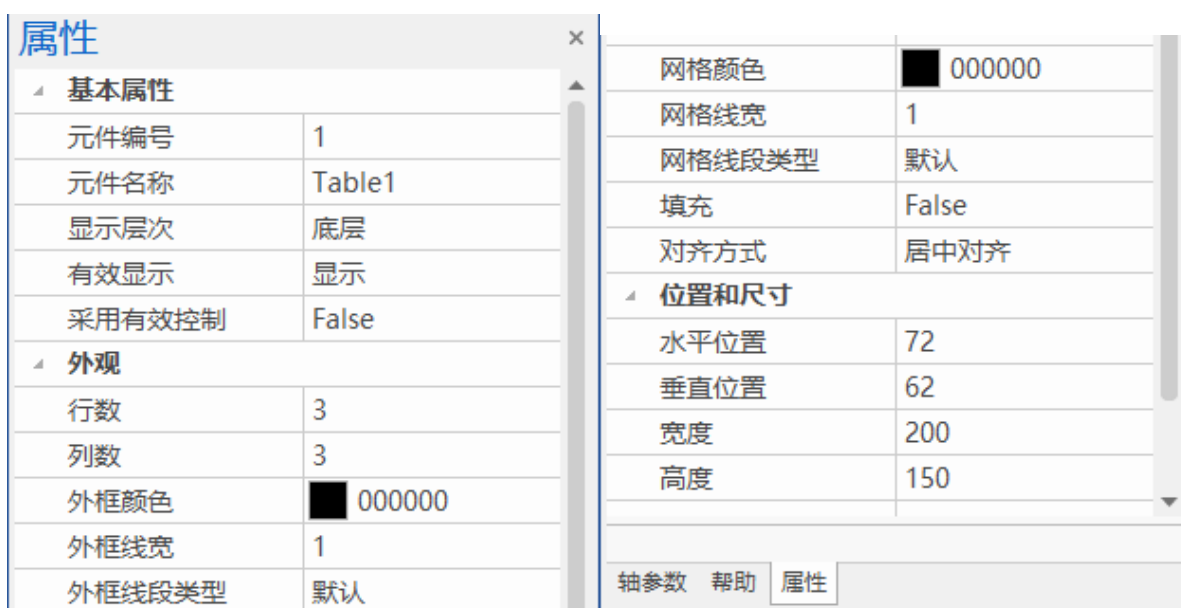 属性
基本属性
元件编号 1
元件名称 Table1
显示层次 底层
有效显示 显示
采用有效控制 False
外观
行数 3
列数 3
外框颜色 000000
外框线宽 1
外框线段类型 默认
网格颜色 000000
网格线宽 1
网格线段类型 默认
填充 False
对齐方式 居中对齐
位置和尺寸
水平位置 72
垂直位置 62
宽度 200
高度 150
轴参数 帮助 属性